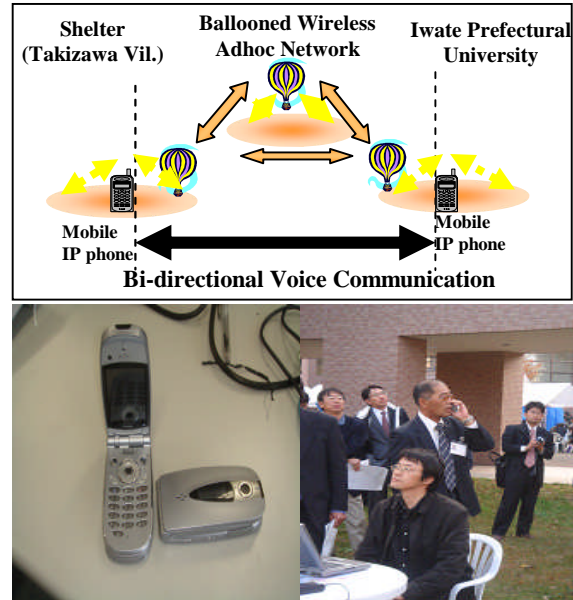 Shelter
(Takizawa Vil.)
Ballooned Wireless
Adhoc Network
Iwate Prefectural
University
Mobile
IP phone
Mobile
IP phone
Bi-directional Voice Communication